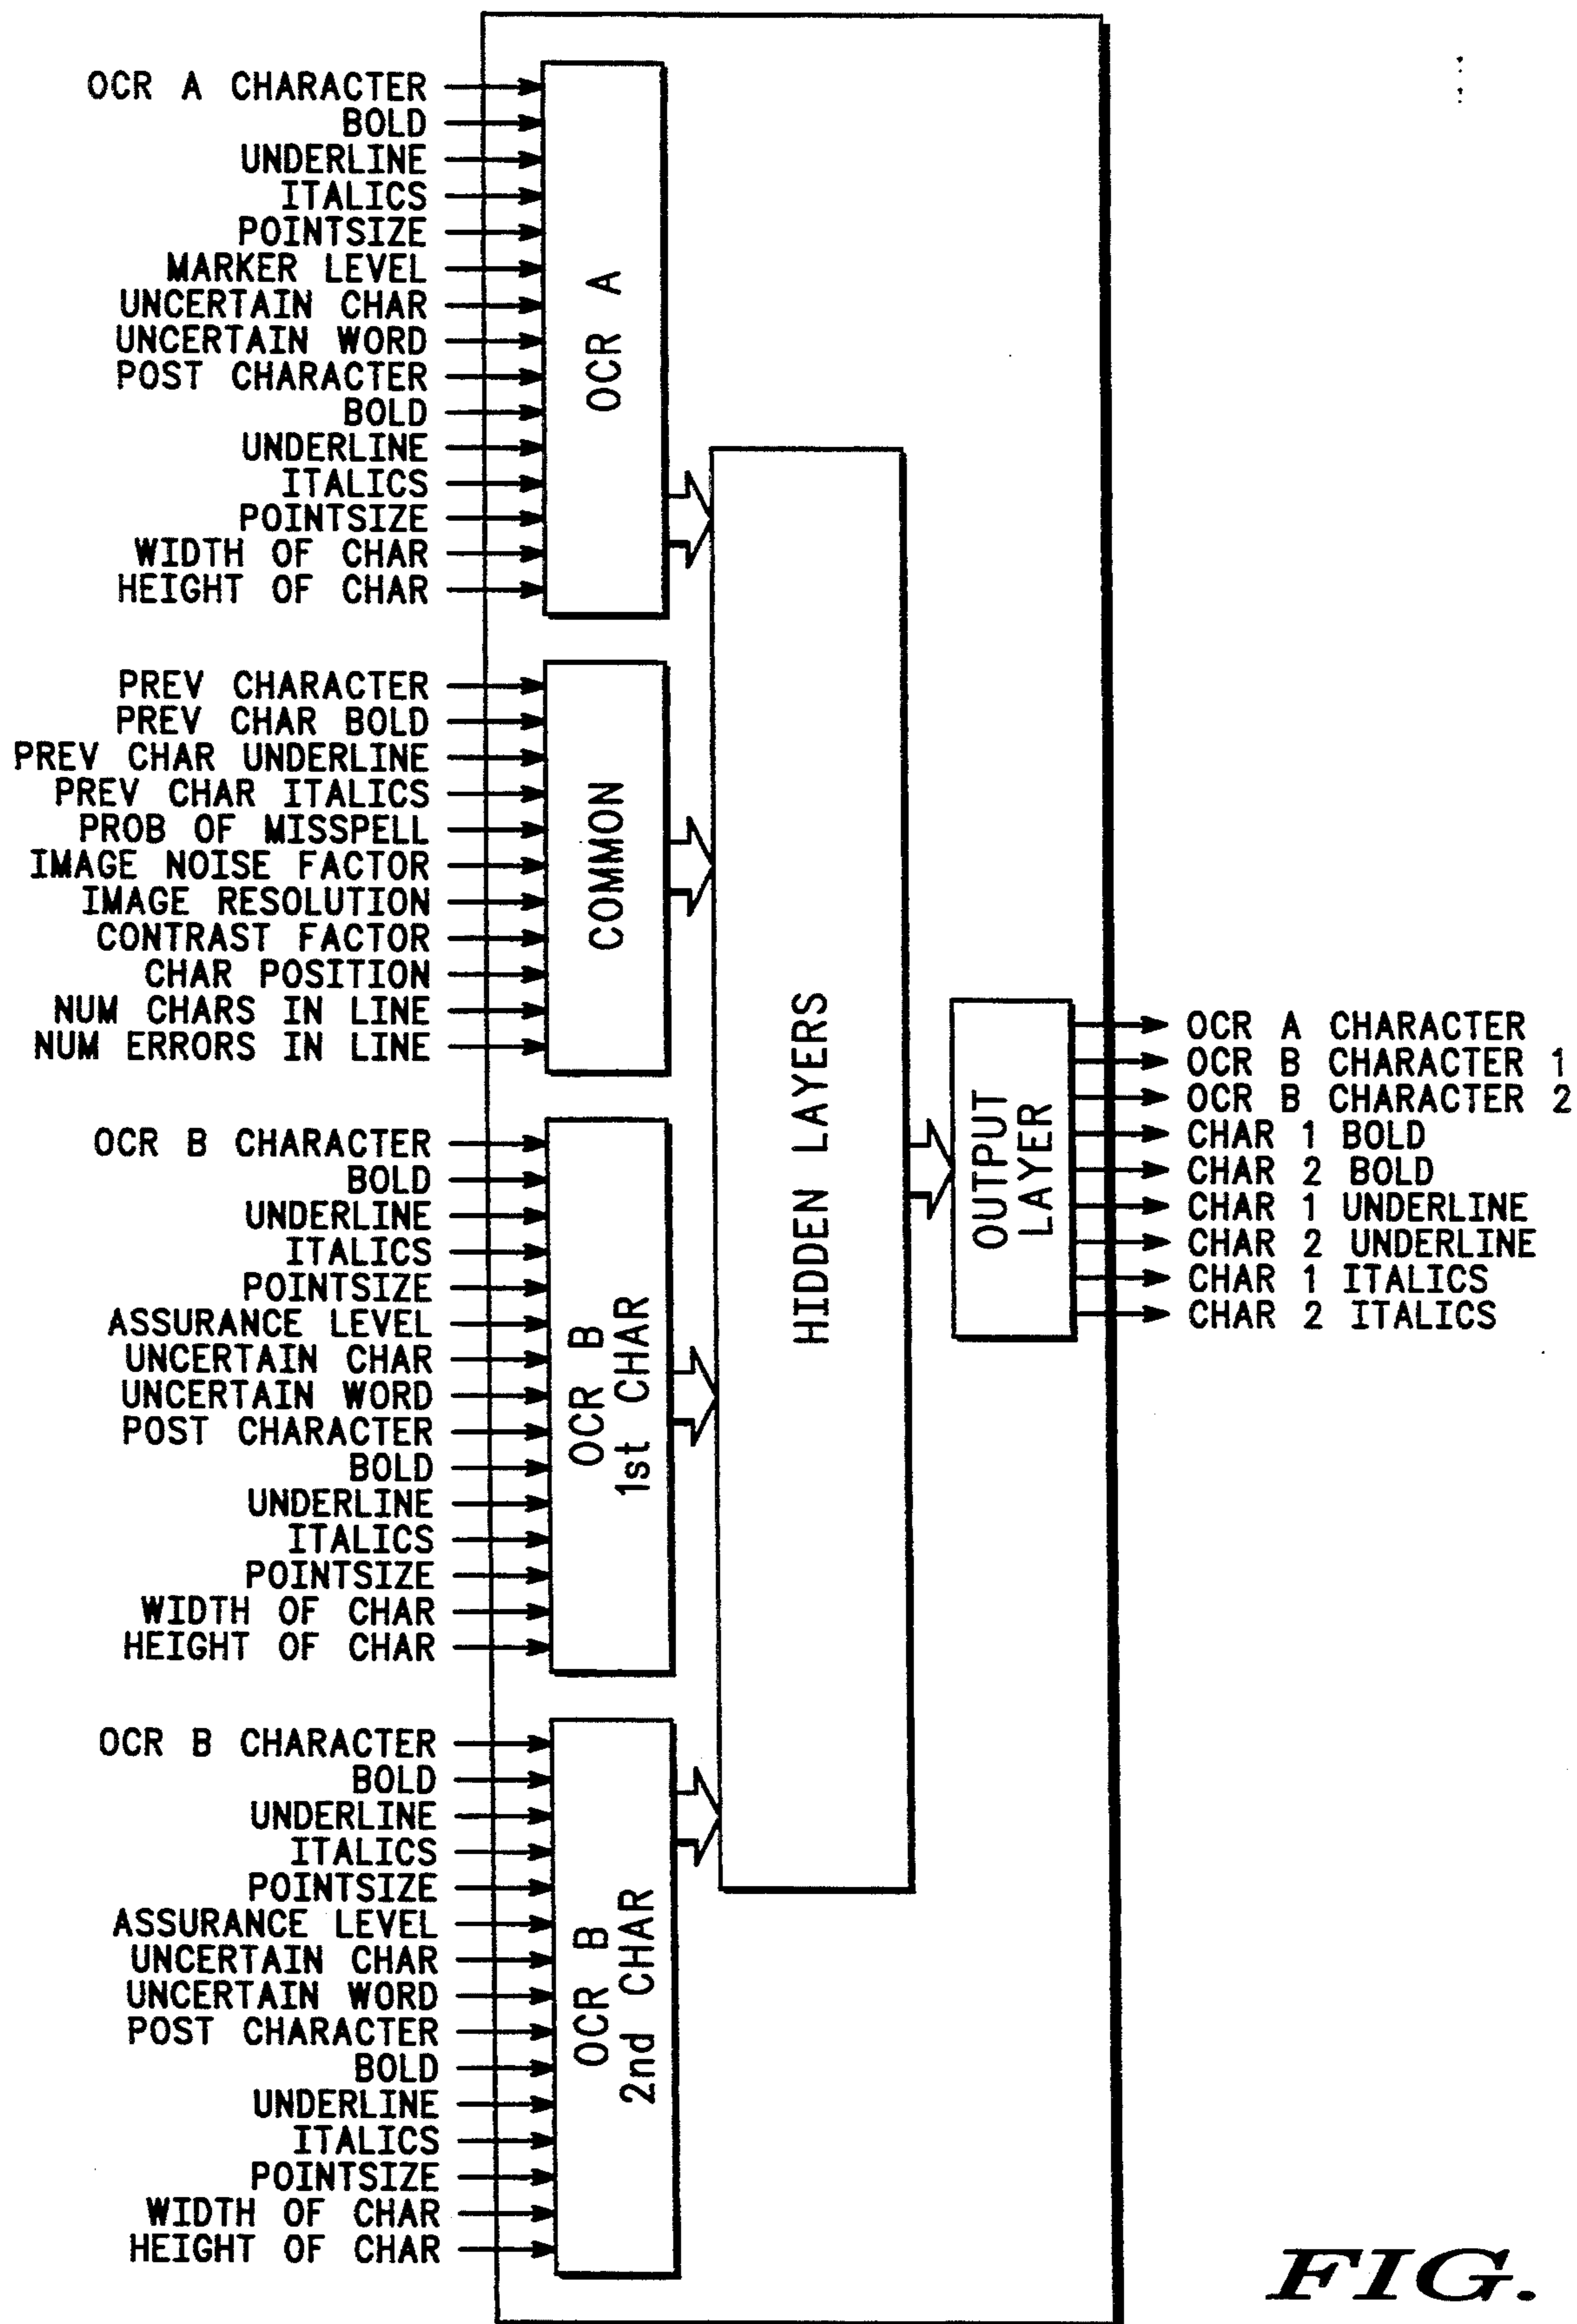 OCR A CHARACTER
BOLD
UNDERLINE
ITALICS
POINTSIZE
MARKER LEVEL
UNCERTAIN CHAR
UNCERTAIN WORD
POST CHARACTER
BOLD
UNDERLINE
ITALICS
POINTSIZE
WIDTH OF CHAR
HEIGHT OF CHAR
OCR A
PREV CHARACTER
PREV CHAR BOLD
PREV CHAR UNDERLINE
PREV CHAR ITALICS
PROB OF MISSPELL
IMAGE NOISE FACTOR
IMAGE RESOLUTION
CONTRAST FACTOR
CHAR POSITION
NUM CHARS IN LINE
NUM ERRORS IN LINE
COMMON
OCR B CHARACTER
BOLD
UNDERLINE
ITALICS
POINTSIZE
ASSURANCE LEVEL
UNCERTAIN CHAR
UNCERTAIN WORD
POST CHARACTER
BOLD
UNDERLINE
ITALICS
POINTSIZE
WIDTH OF CHAR
HEIGHT OF CHAR
OCR B
1st CHAR
OCR B CHARACTER
BOLD
UNDERLINE
ITALICS
POINTSIZE
ASSURANCE LEVEL
UNCERTAIN CHAR
UNCERTAIN WORD
POST CHARACTER
BOLD
UNDERLINE
ITALICS
POINTSIZE
WIDTH OF CHAR
HEIGHT OF CHAR
OCR B
2nd CHAR
HIDDEN LAYERS
OUTPUT
LAYER
OCR A CHARACTER
OCR B CHARACTER 1
OCR B CHARACTER 2
CHAR 1 BOLD
CHAR 2 BOLD
CHAR 1 UNDERLINE
CHAR 2 UNDERLINE
CHAR 1 ITALICS
CHAR 2 ITALICS
FIG.